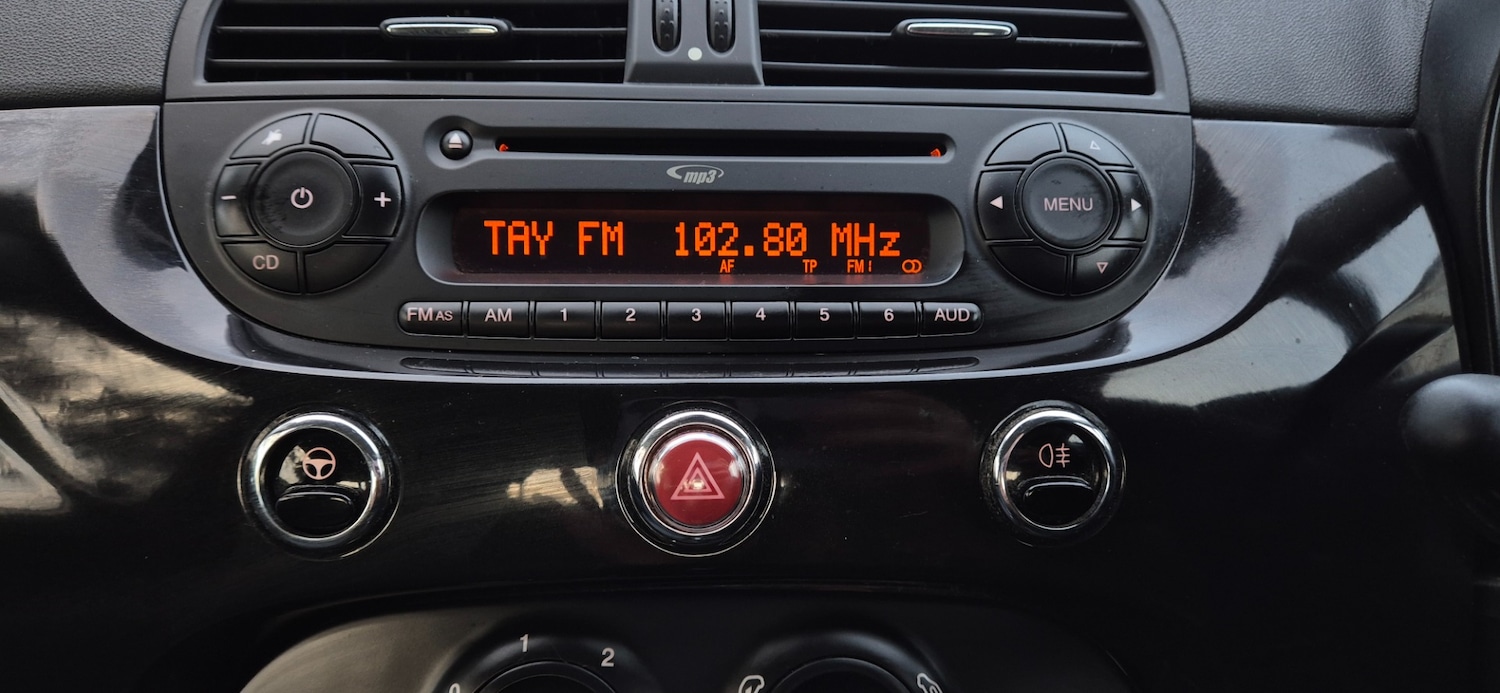 mp3
MENU
TAY FM 102.80 MHz
AF TP FM1
CD
FM AS AM 1 2 3 4 5 6 AUD
1 2
0